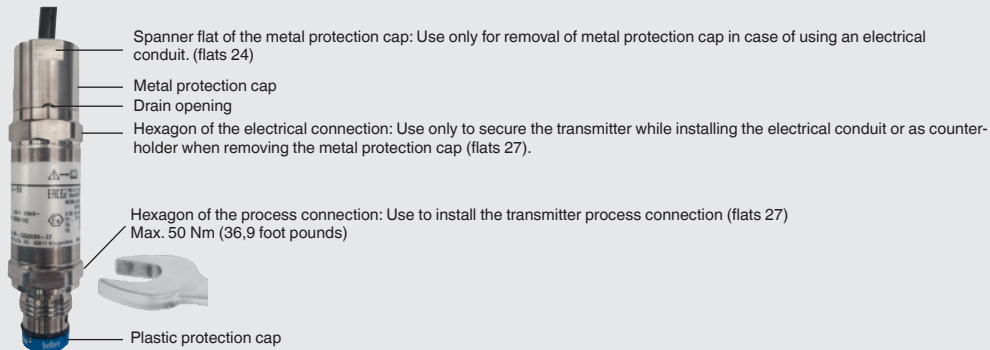 Spanner flat of the metal protection cap: Use only for removal of metal protection cap in case of using an electrical
conduit. (flats 24)
Metal protection cap
Drain opening
Hexagon of the electrical connection: Use only to secure the transmitter while installing the electrical conduit or as counter-
holder when removing the metal protection cap (flats 27).
Hexagon of the process connection: Use to install the transmitter process connection (flats 27)
Max. 50 Nm (36,9 foot pounds)
Plastic protection cap
before